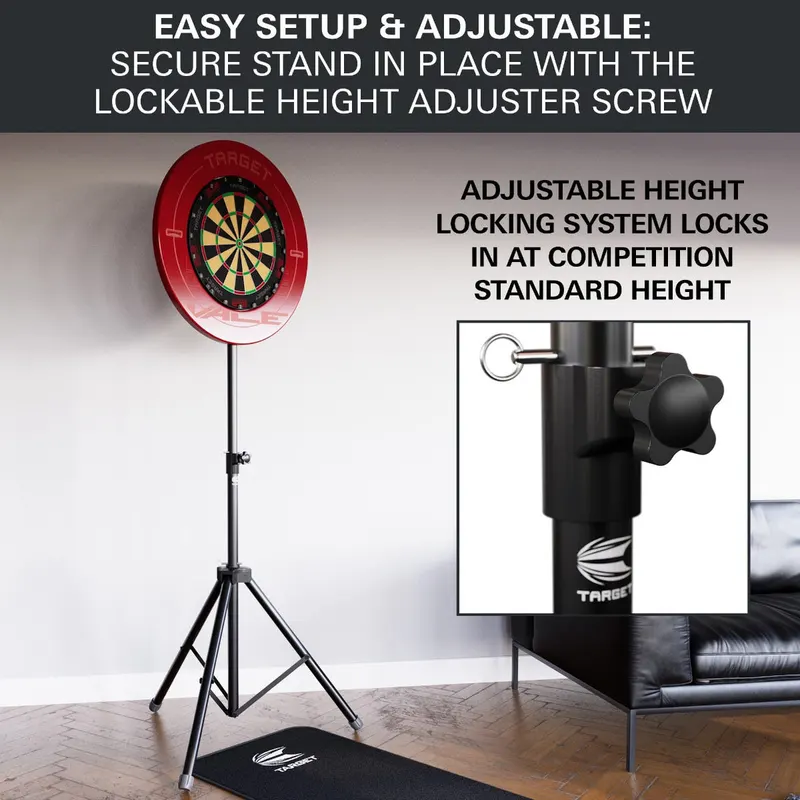 EASY SETUP & ADJUSTABLE:
SECURE STAND IN PLACE WITH THE
LOCKABLE HEIGHT ADJUSTER SCREW
TARGET
ADJUSTABLE HEIGHT
LOCKING SYSTEM LOCKS
IN AT COMPETITION
STANDARD HEIGHT
TARGET
TARGET